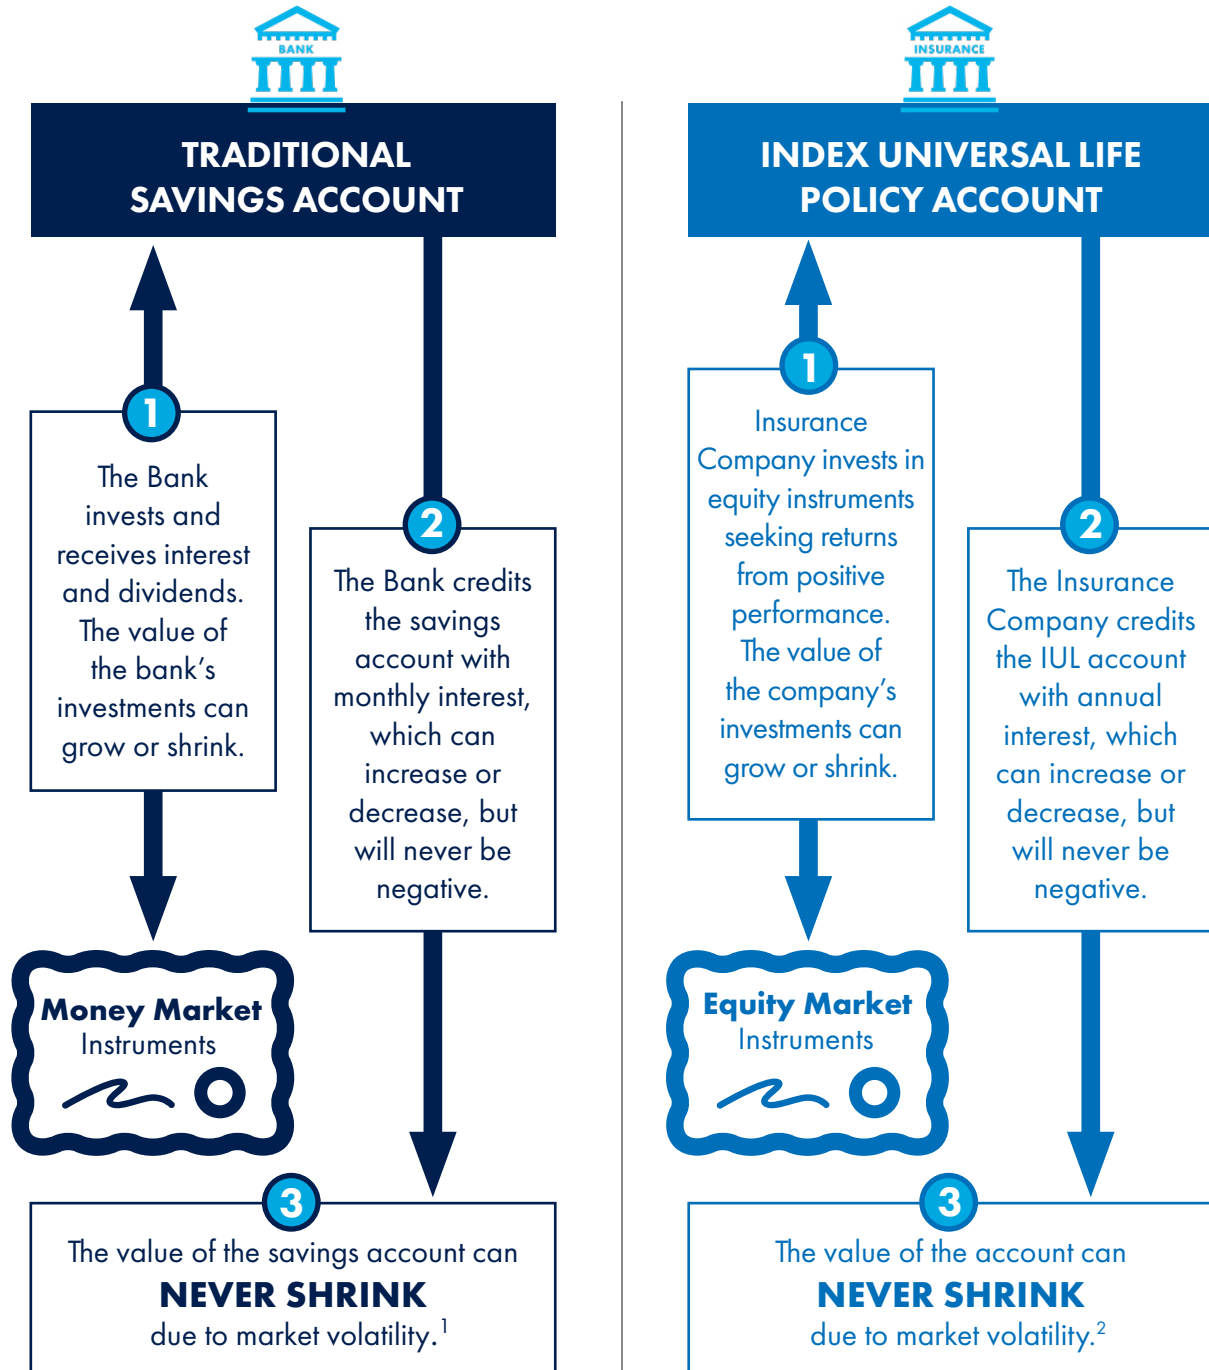 BANK
TRADITIONAL
SAVINGS ACCOUNT
1
The Bank
invests and
receives interest
and dividends.
The value of
the bank's
investments can
grow or shrink.
2
The Bank credits
the savings
account with
monthly interest,
which can
increase or
decrease, but
will never be
negative.
Money Market
Instruments
3
The value of the savings account can
NEVER SHRINK
due to market volatility.1
INSURANCE
INDEX UNIVERSAL LIFE
POLICY ACCOUNT
1
Insurance
Company invests in
equity instruments
seeking returns
from positive
performance.
The value of
the company's
investments can
grow or shrink.
2
The Insurance
Company credits
the IUL account
with annual
interest, which
can increase or
decrease, but
will never be
negative.
Equity Market
Instruments
3
The value of the account can
NEVER SHRINK
due to market volatility.2